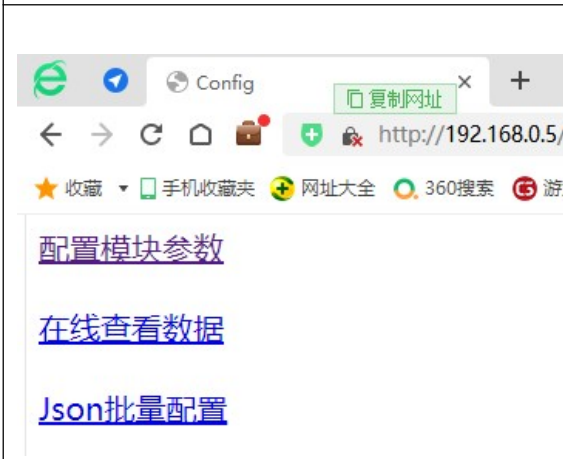 Config
复制网址
http://192.168.0.5/
收藏 手机收藏夹 网址大全 360搜索 游
配置模块参数
在线查看数据
Json批量配置